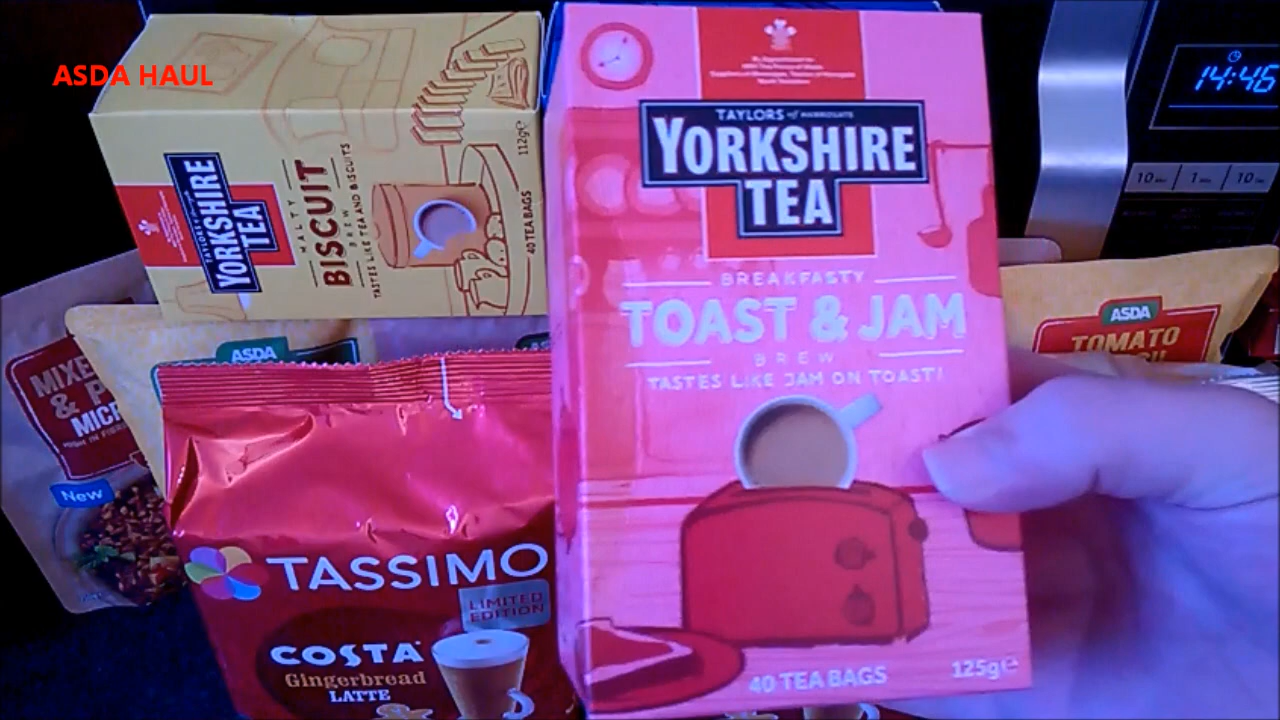 ASDA HAUL
14:46
10
1
10
YORKSHIRE
TEA
MALTY
BISCUIT
BREW
TASTES LIKE TEA AND BISCUITS
40 TEA BAGS
112g℮
TAYLORS of HARROGATE
YORKSHIRE
TEA
BREAKFASTY
TOAST & JAM
BREW
TASTES LIKE JAM ON TOAST!
40 TEA BAGS
125g℮
ASDA
TOMATO
ASDA
New
TASSIMO
LIMITED
EDITION
COSTA
Gingerbread
LATTE